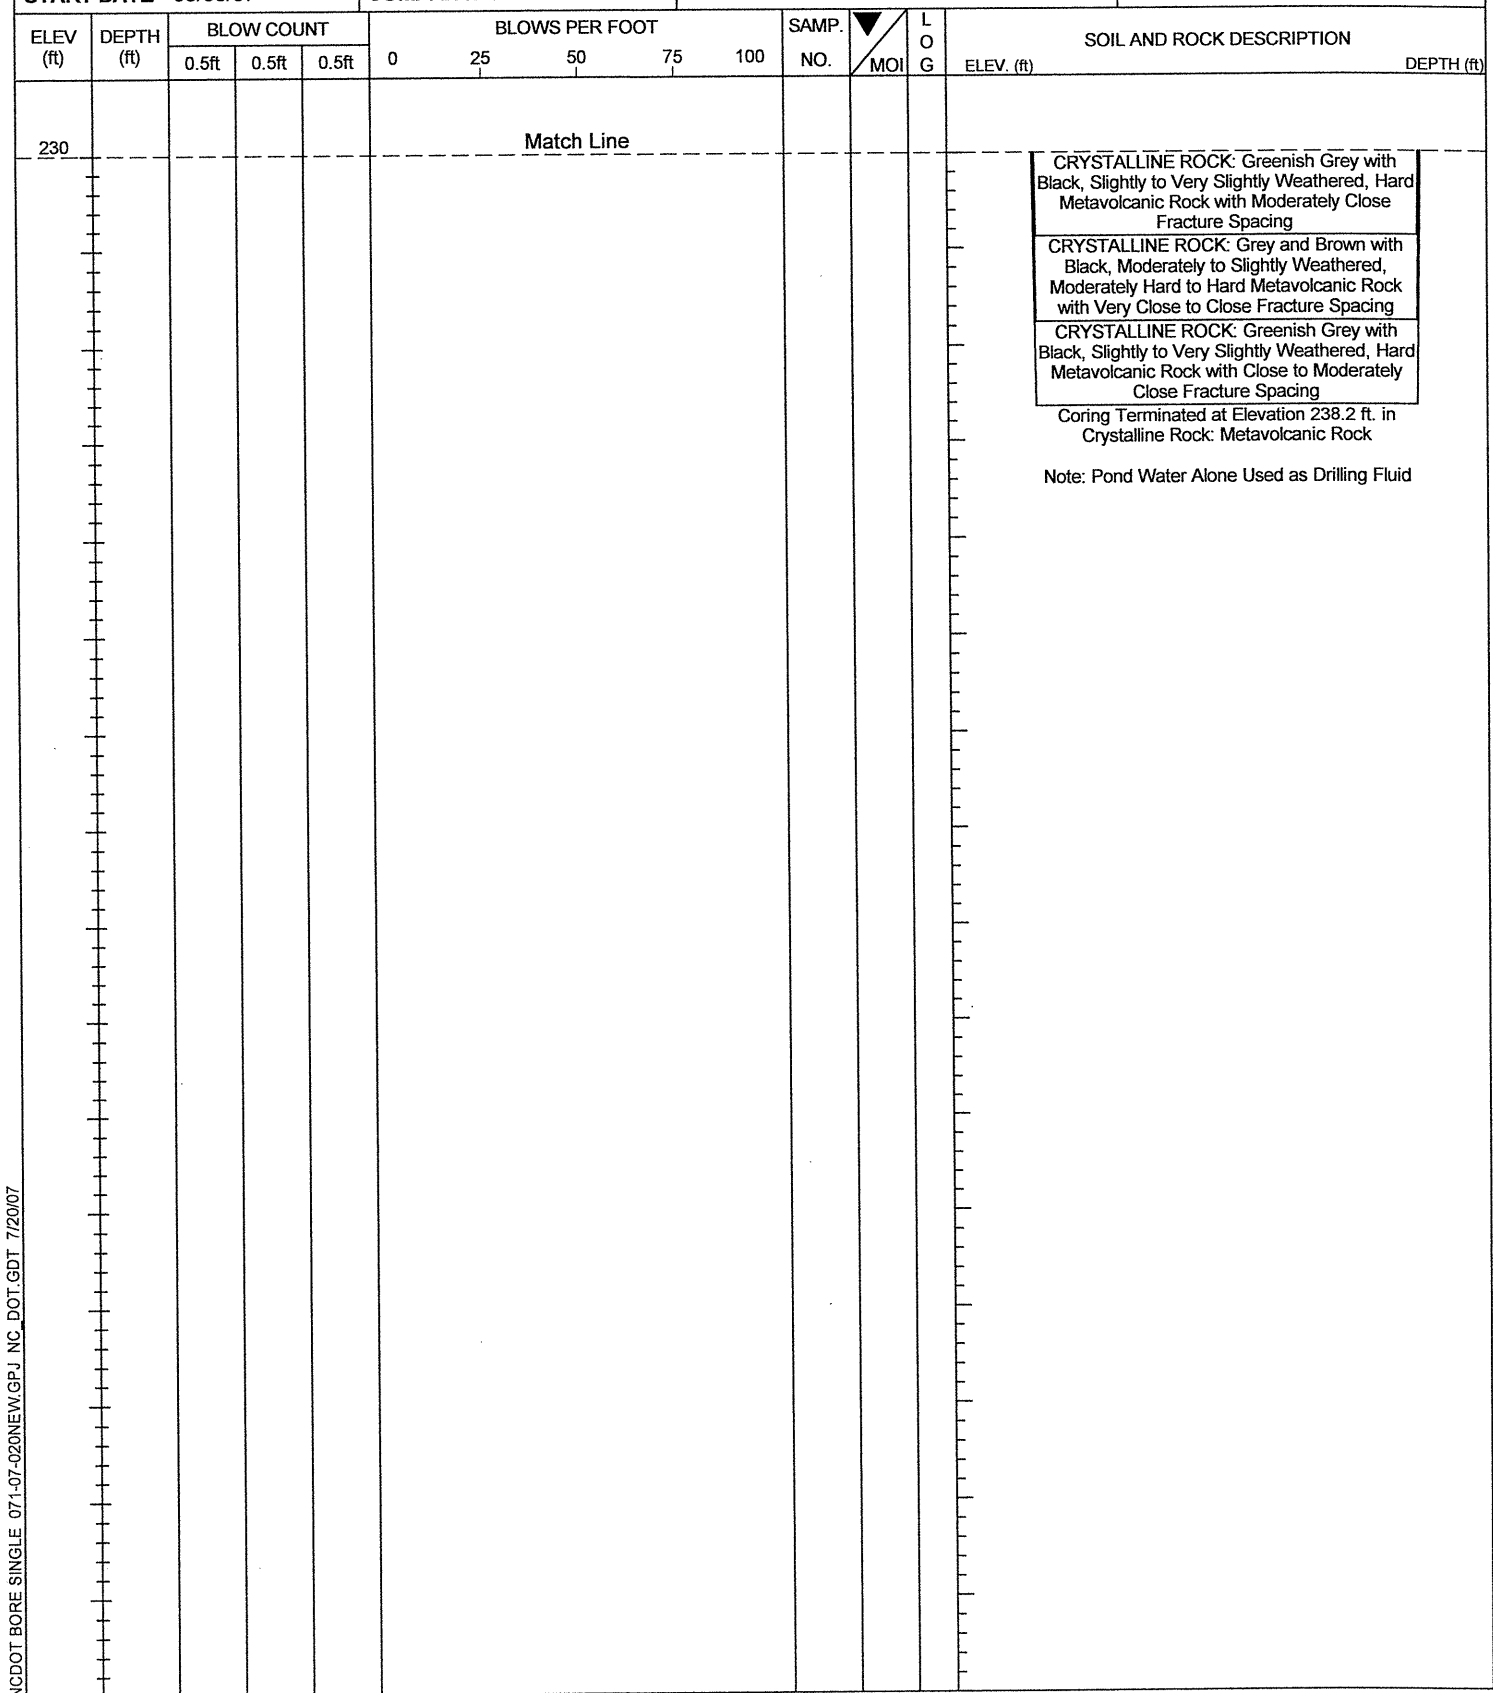 ELEV (ft)
DEPTH (ft)
BLOW COUNT
0.5ft 0.5ft 0.5ft
BLOWS PER FOOT
0 25 50 75 100
SAMP. NO.
MOI
LOG
SOIL AND ROCK DESCRIPTION
ELEV. (ft) DEPTH (ft)
230
Match Line
CRYSTALLINE ROCK: Greenish Grey with
Black, Slightly to Very Slightly Weathered, Hard
Metavolcanic Rock with Moderately Close
Fracture Spacing
CRYSTALLINE ROCK: Grey and Brown with
Black, Moderately to Slightly Weathered,
Moderately Hard to Hard Metavolcanic Rock
with Very Close to Close Fracture Spacing
CRYSTALLINE ROCK: Greenish Grey with
Black, Slightly to Very Slightly Weathered, Hard
Metavolcanic Rock with Close to Moderately
Close Fracture Spacing
Coring Terminated at Elevation 238.2 ft. in
Crystalline Rock: Metavolcanic Rock
Note: Pond Water Alone Used as Drilling Fluid
NCDOT BORE SINGLE 071-07-020NEW.GPJ NC_DOT.GDT 7/20/07